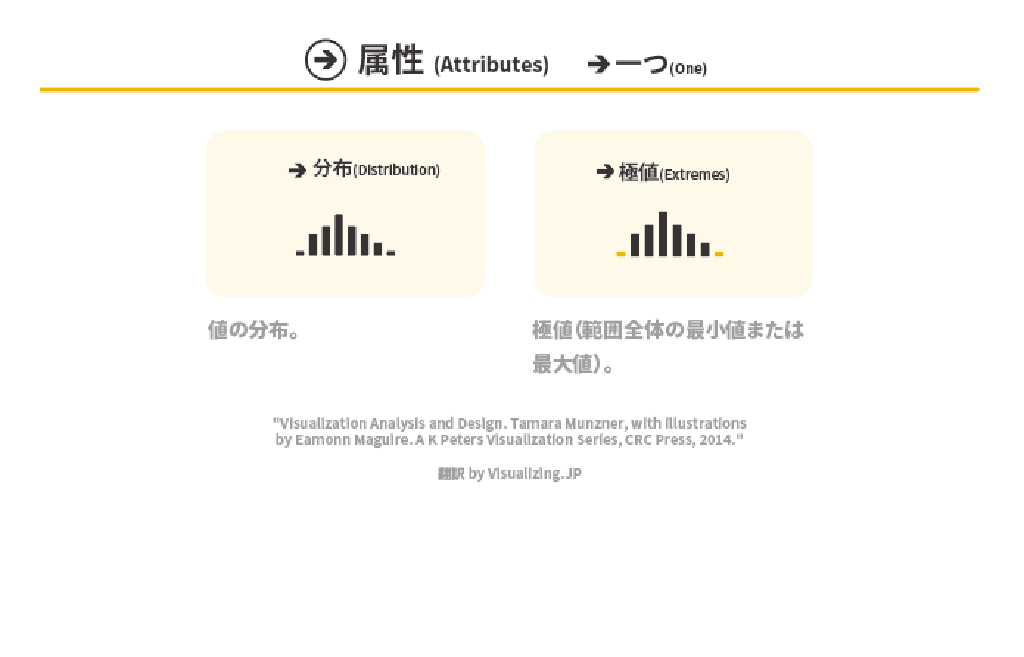 ➔ 属性 (Attributes) ➔ 一つ(One)
➔ 分布(Distribution)
➔ 極値(Extremes)
値の分布。
極値(範囲全体の最小値または
最大値)。
"Visualization Analysis and Design. Tamara Munzner, with illustrations
by Eamonn Maguire. A K Peters Visualization Series, CRC Press, 2014."
翻訳 by Visualizing.JP